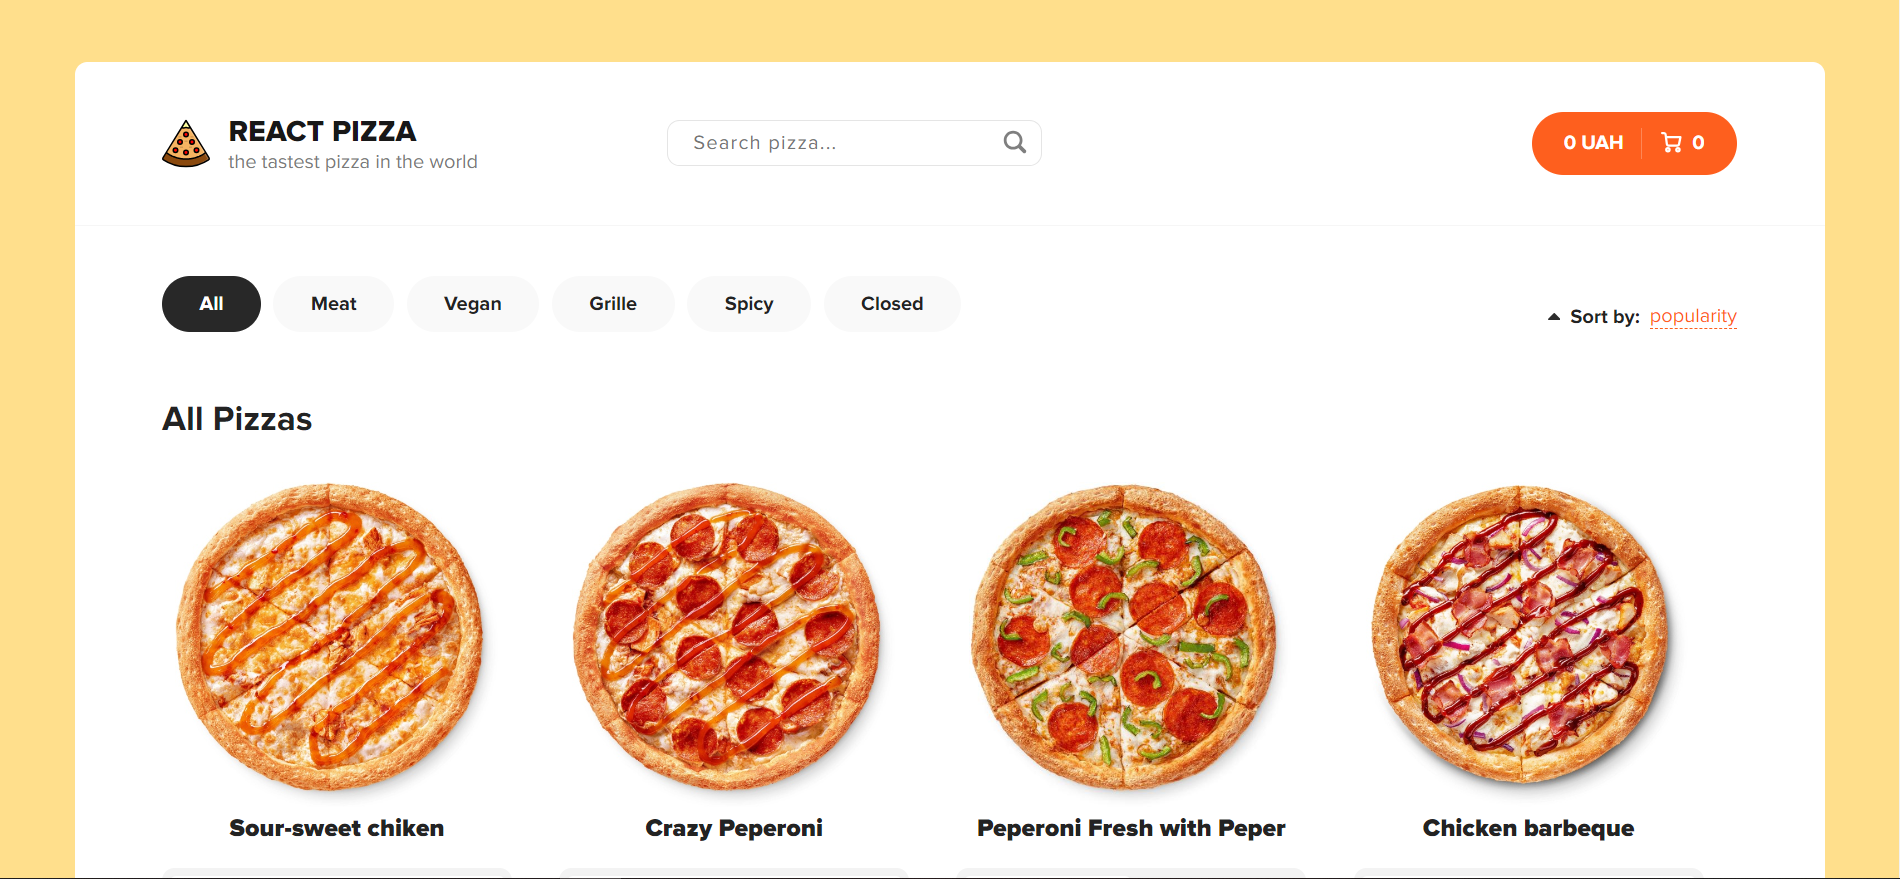 REACT PIZZA
the tastest pizza in the world
Search pizza...
0 UAH
0
All
Meat
Vegan
Grille
Spicy
Closed
Sort by: popularity
All Pizzas
Sour-sweet chiken
Crazy Peperoni
Peperoni Fresh with Peper
Chicken barbeque